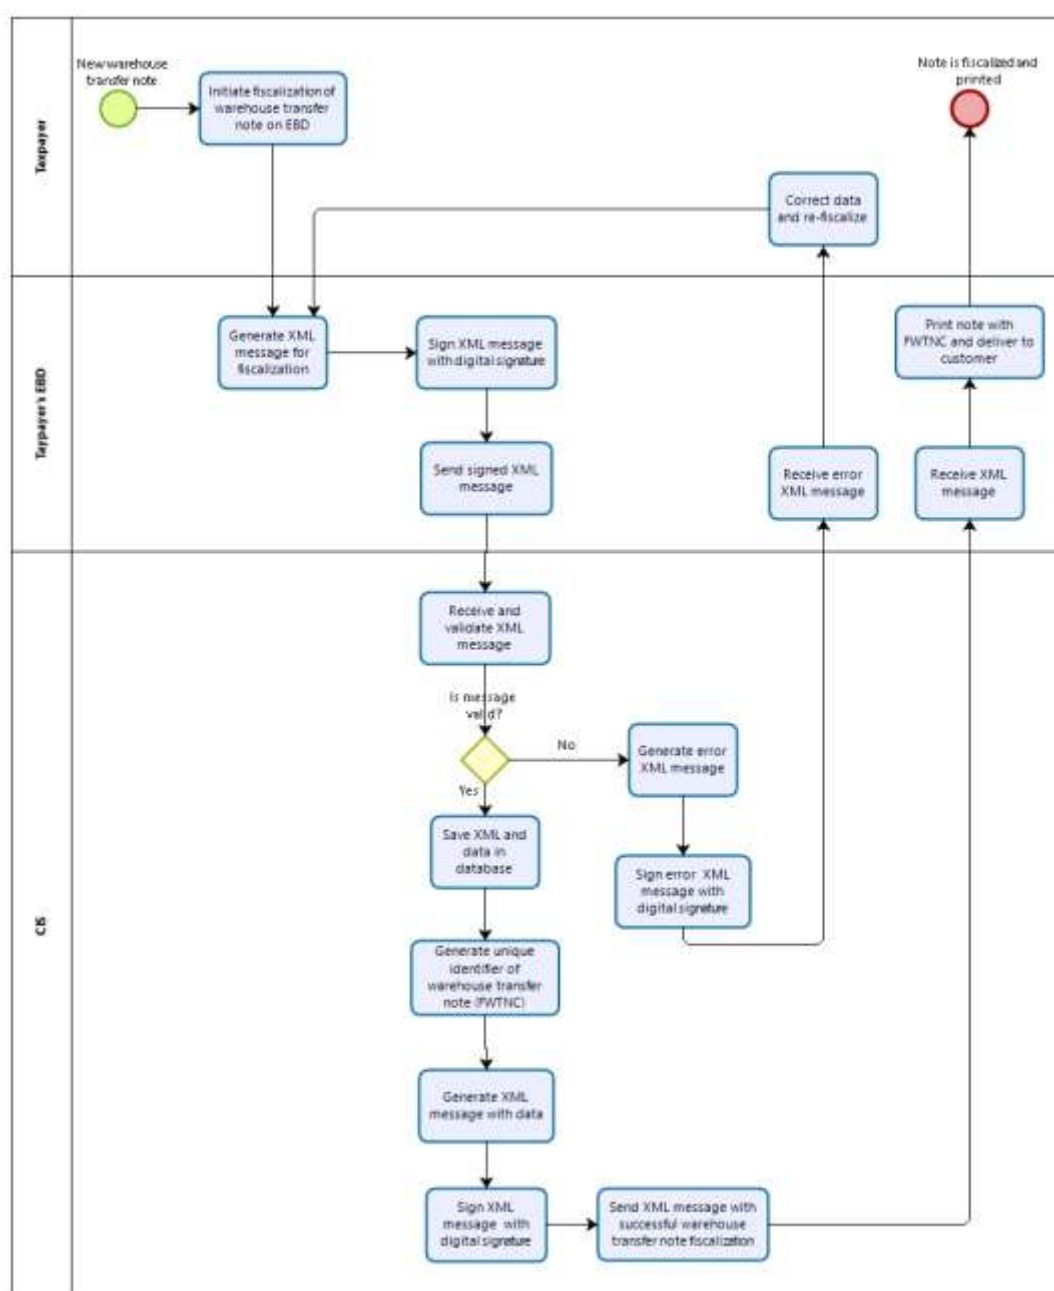 Taxpayer
New warehouse
transfer note
Initiate fiscalization of
warehouse transfer
note on EBD
Note is fiscalized and
printed
Correct data
and re-fiscalize
Taypayer's EBD
Generate XML
message for
fiscalization
Sign XML message
with digital signature
Send signed XML
message
Print note with
FWTNC and deliver to
customer
Receive error
XML message
Receive XML
message
CIS
Receive and
validate XML
message
Is message
valid?
No
Yes
Generate error
XML message
Save XML and
data in
database
Sign error XML
message with
digital signature
Generate unique
identifier of
warehouse transfer
note (FWTNC)
Generate XML
message with data
Sign XML
message with
digital signature
Send XML message with
successful warehouse
transfer note fiscalization